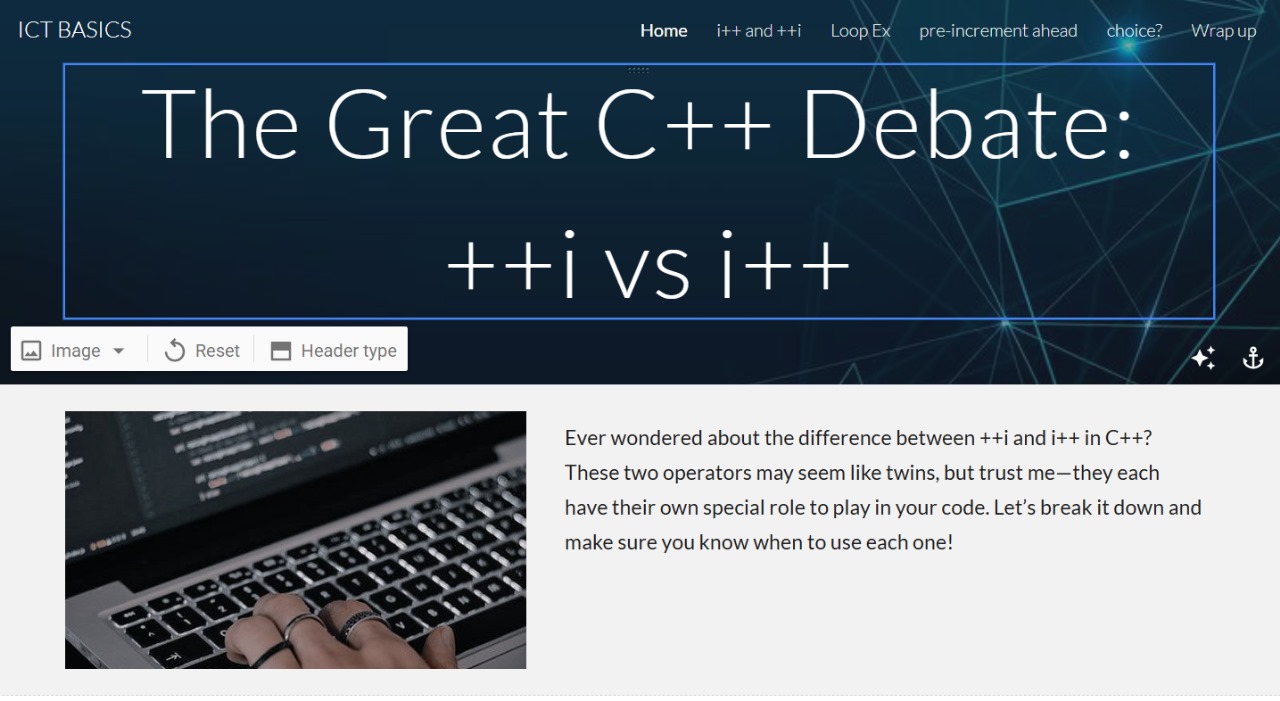 ICT BASICS
Home i++ and ++i Loop Ex pre-increment ahead choice? Wrap up
The Great C++ Debate:
++i vs i++
Image Reset Header type
Ever wondered about the difference between ++i and i++ in C++?
These two operators may seem like twins, but trust me—they each
have their own special role to play in your code. Let’s break it down and
make sure you know when to use each one!